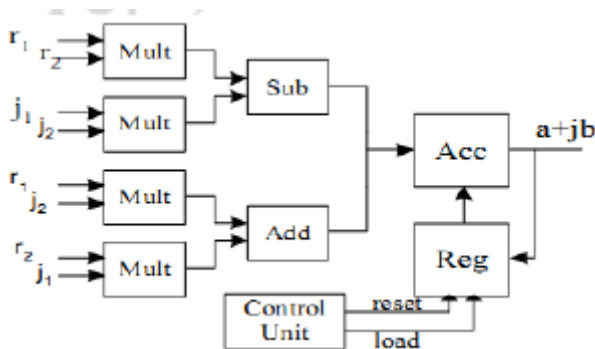 r1
r2
Mult
j1
j2
Mult
Sub
r1
j2
Mult
r2
j1
Mult
Add
Acc
a+jb
Reg
Control
Unit
reset
load